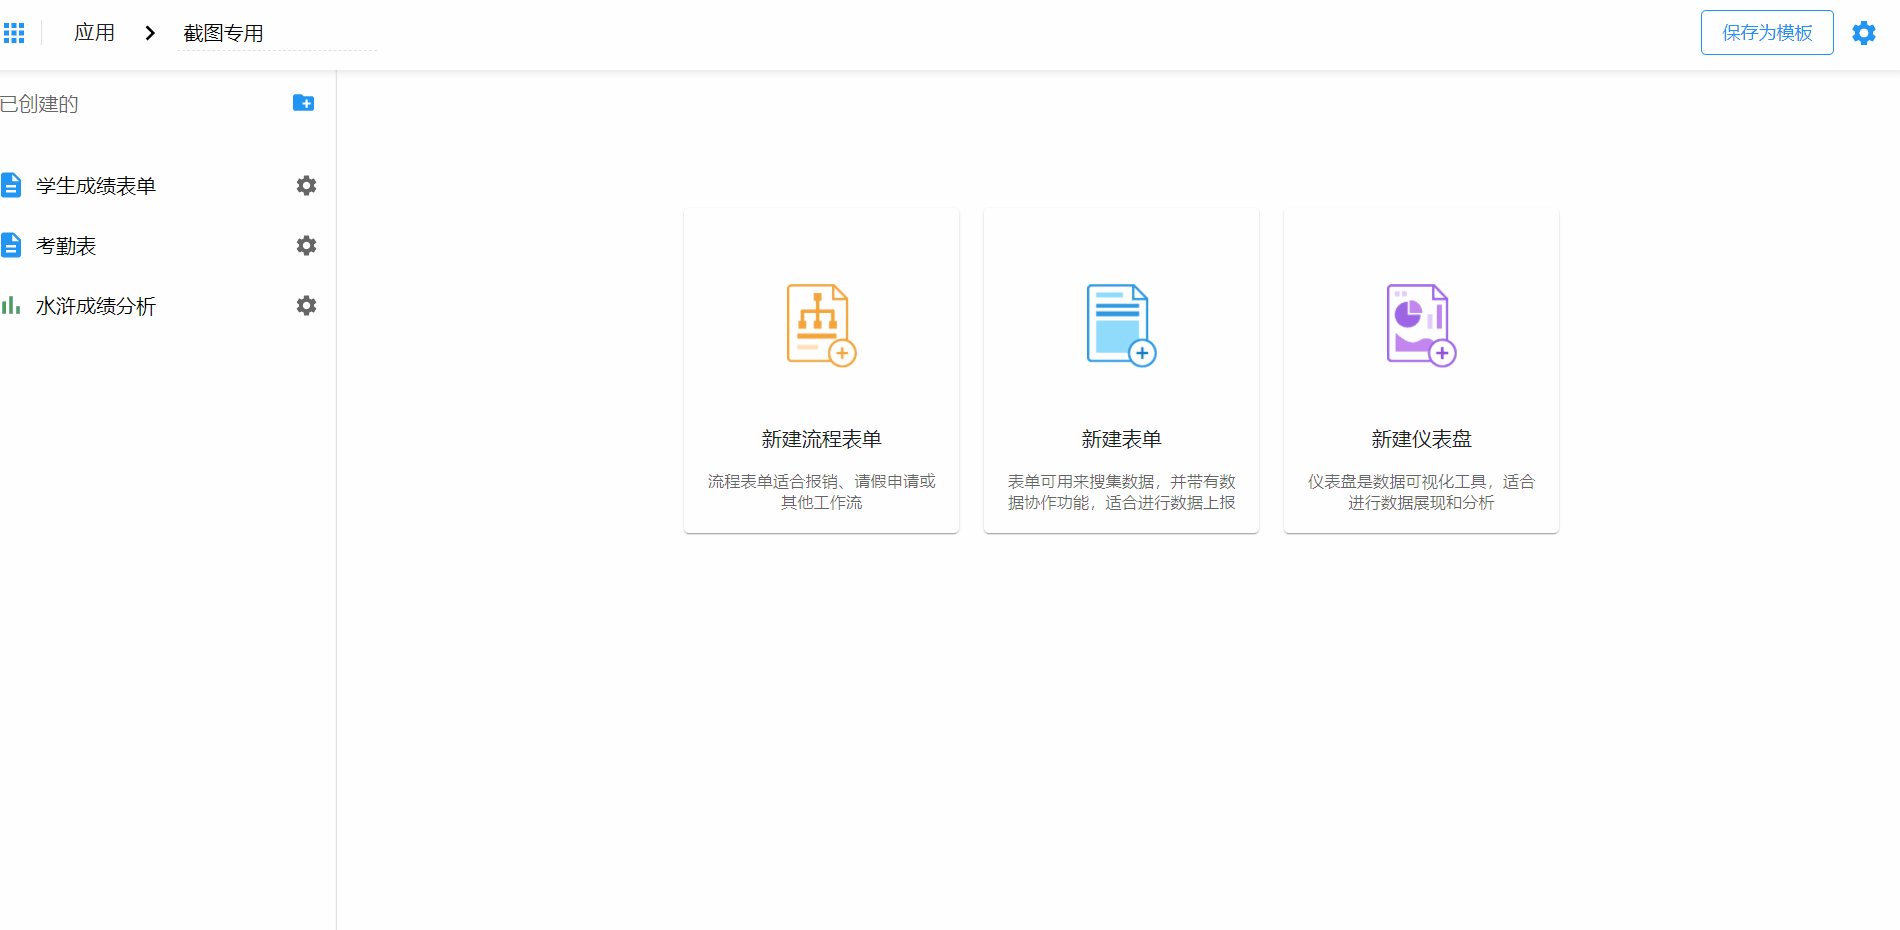 应用
截图专用
保存为模板
已创建的
学生成绩表单
考勤表
水浒成绩分析
新建流程表单
流程表单适合报销、请假申请或
其他工作流
新建表单
表单可用来搜集数据，并带有数
据协作功能，适合进行数据上报
新建仪表盘
仪表盘是数据可视化工具，适合
进行数据展现和分析